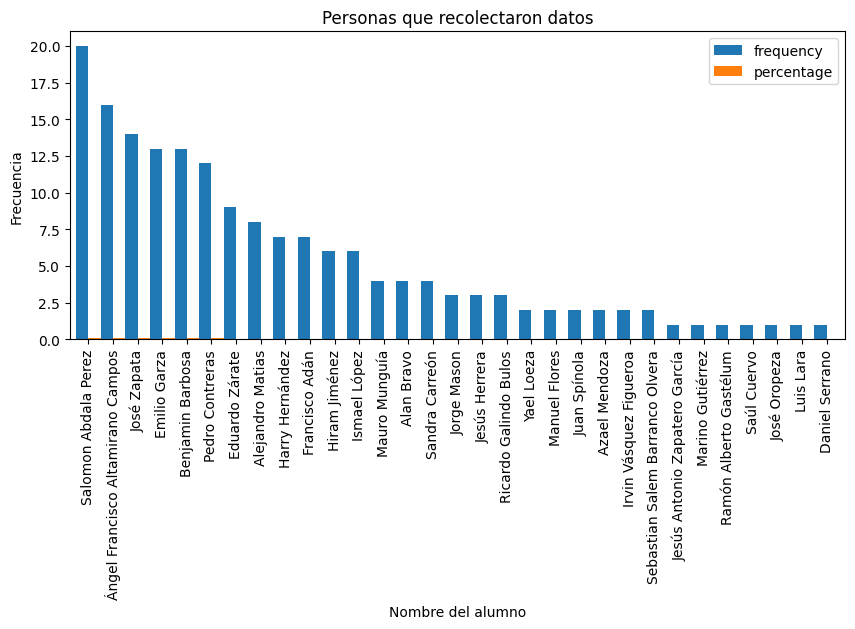 Personas que recolectaron datos
frequency
percentage
Frecuencia
20.0
17.5
15.0
12.5
10.0
7.5
5.0
2.5
0.0
Salomon Abdala Perez
Ángel Francisco Altamirano Campos
José Zapata
Emilio Garza
Benjamin Barbosa
Pedro Contreras
Eduardo Zárate
Alejandro Matias
Harry Hernández
Francisco Adán
Hiram Jiménez
Ismael López
Mauro Munguía
Alan Bravo
Sandra Carreón
Jorge Mason
Jesús Herrera
Ricardo Galindo Bulos
Yael Loeza
Manuel Flores
Juan Spínola
Azael Mendoza
Irvin Vásquez Figueroa
Sebastian Salem Barranco Olvera
Jesús Antonio Zapatero García
Marino Gutiérrez
Ramón Alberto Gastélum
Saúl Cuervo
José Oropeza
Luis Lara
Daniel Serrano
Nombre del alumno